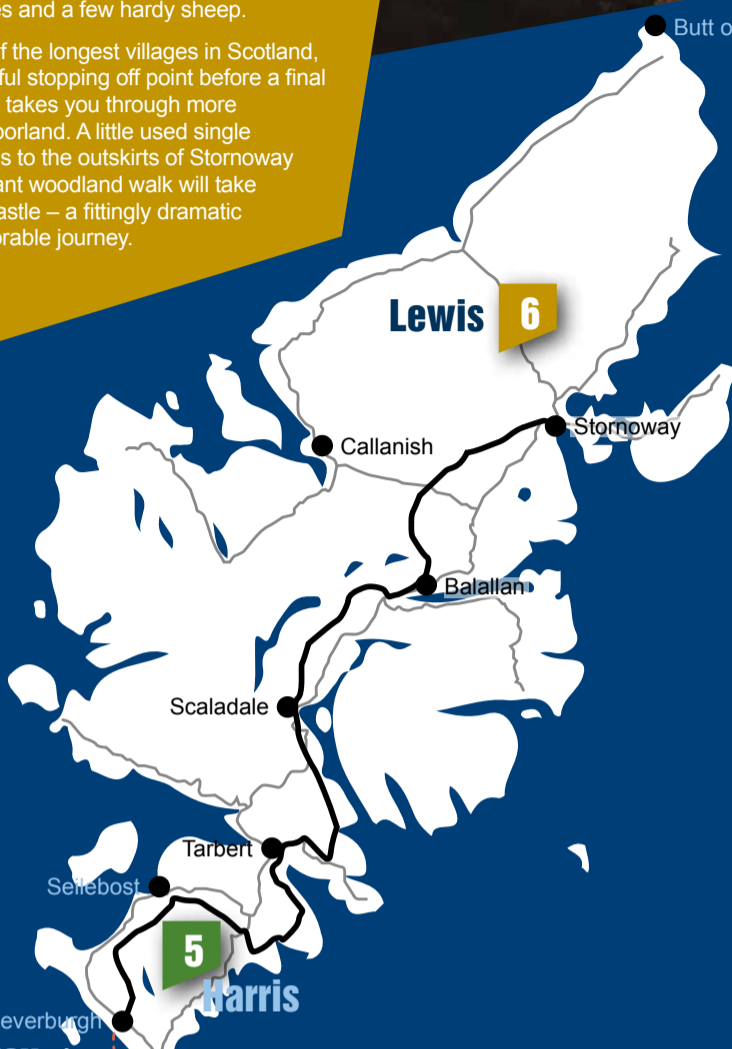 es and a few hardy sheep.
f the longest villages in Scotland,
ful stopping off point before a final
takes you through more
oorland. A little used single
s to the outskirts of Stornoway
ant woodland walk will take
astle – a fittingly dramatic
orable journey.
Butt o
Lewis 6
Stornoway
Callanish
Balallan
Scaladale
Tarbert
Seilebost
5
Harris
everburgh